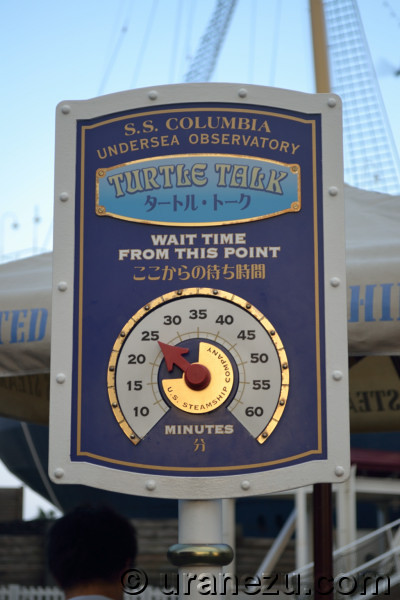 S.S. COLUMBIA
UNDERSEA OBSERVATORY
TURTLE TALK
タートル・トーク
WAIT TIME
FROM THIS POINT
ここからの待ち時間
10 15 20 25 30 35 40 45 50 55 60
U.S. STEAMSHIP COMPANY
MINUTES
分
© uranezu.com